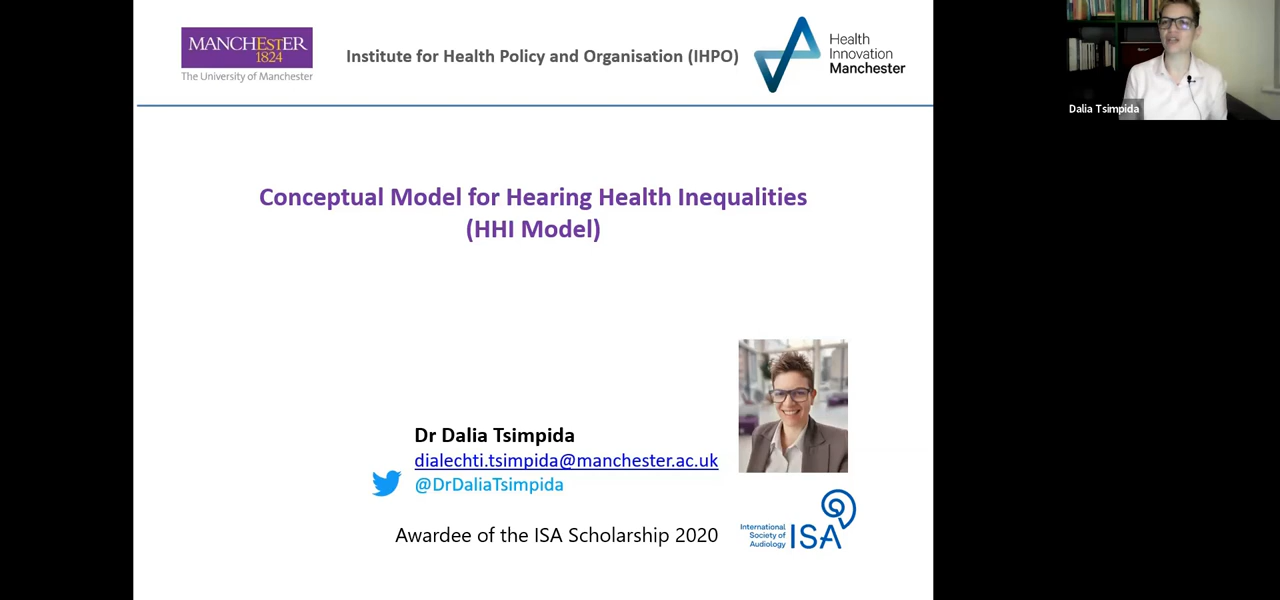 MANCHESTER
1824
The University of Manchester
Institute for Health Policy and Organisation (IHPO)
Health
Innovation
Manchester
Dalia Tsimpida
Conceptual Model for Hearing Health Inequalities
(HHI Model)
Dr Dalia Tsimpida
dialechti.tsimpida@manchester.ac.uk
@DrDaliaTsimpida
Awardee of the ISA Scholarship 2020
International
Society of
Audiology
ISA